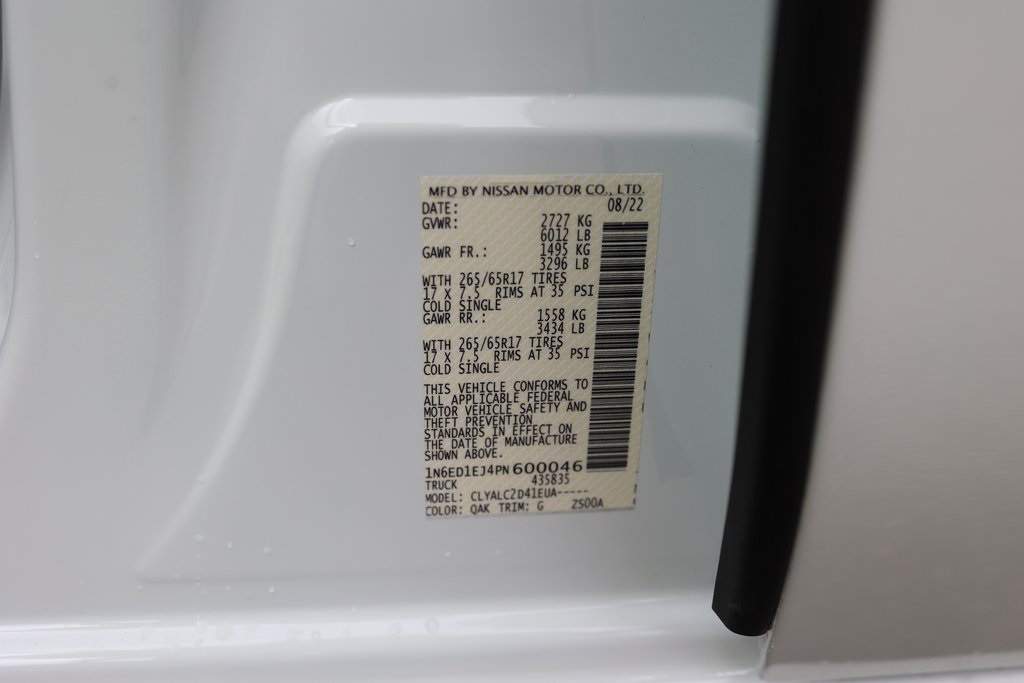 MFD BY NISSAN MOTOR CO., LTD.
DATE: 08/22
GVWR: 2727 KG
6012 LB
GAWR FR.: 1495 KG
3296 LB
WITH 265/65R17 TIRES
17 X 7.5 RIMS AT 35 PSI
COLD SINGLE
GAWR RR.: 1558 KG
3434 LB
WITH 265/65R17 TIRES
17 X 7.5 RIMS AT 35 PSI
COLD SINGLE
THIS VEHICLE CONFORMS TO
ALL APPLICABLE FEDERAL
MOTOR VEHICLE SAFETY AND
THEFT PREVENTION
STANDARDS IN EFFECT ON
THE DATE OF MANUFACTURE
SHOWN ABOVE.
1N6ED1EJ4PN600046
TRUCK 435835
MODEL: CLYALC2D41EUA-----
COLOR: QAK TRIM: G ZS00A